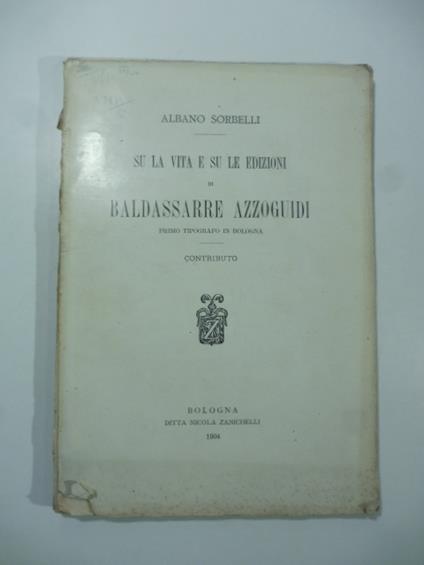 ALBANO SORBELLI
SU LA VITA E SU LE EDIZIONI
DI
BALDASSARRE AZZOGUIDI
PRIMO TIPOGRAFO IN BOLOGNA
CONTRIBUTO
BOLOGNA
DITTA NICOLA ZANICHELLI
1904